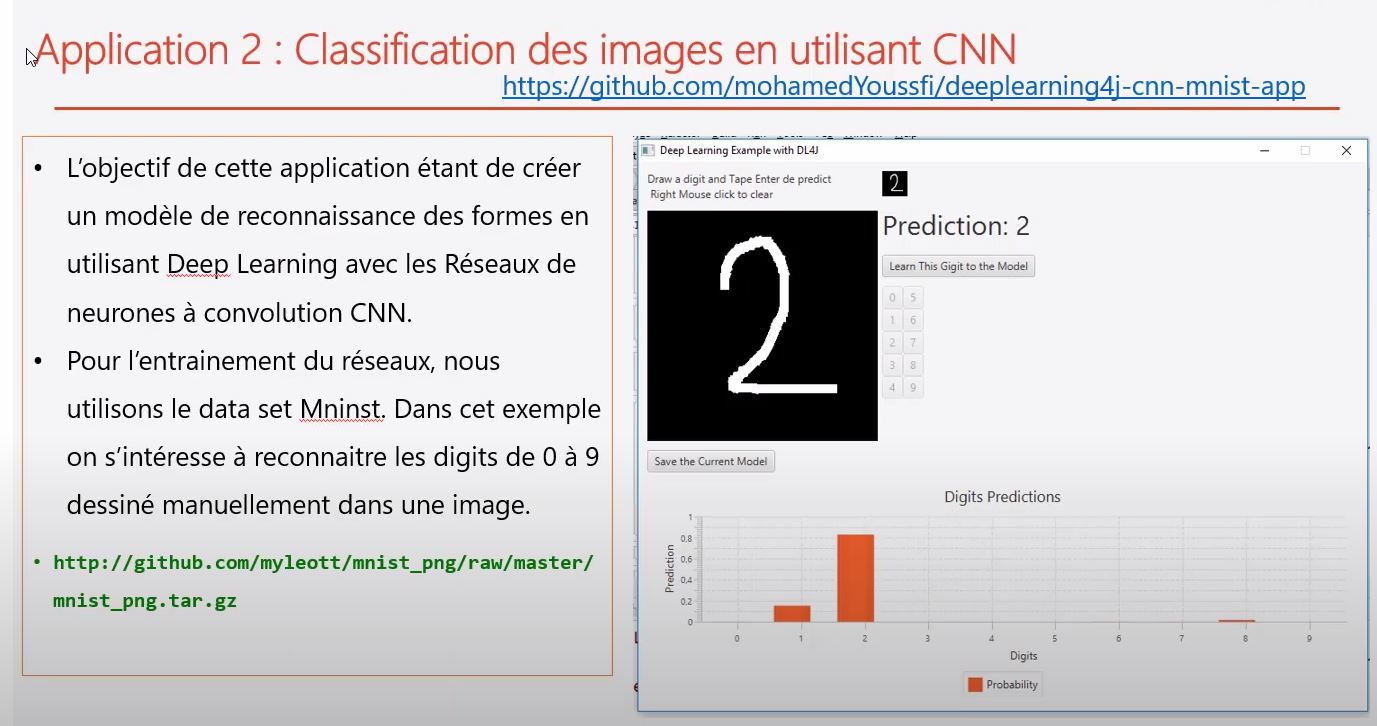 Application 2 : Classification des images en utilisant CNN
https://github.com/mohamedYoussfi/deeplearning4j-cnn-mnist-app
• L'objectif de cette application étant de créer
un modèle de reconnaissance des formes en
utilisant Deep Learning avec les Réseaux de
neurones à convolution CNN.
• Pour l'entrainement du réseaux, nous
utilisons le data set Mninst. Dans cet exemple
on s'intéresse à reconnaitre les digits de 0 à 9
dessiné manuellement dans une image.
• http://github.com/myleott/mnist_png/raw/master/
mnist_png.tar.gz
Deep Learning Example with DL4J
Draw a digit and Tape Enter de predict
Right Mouse click to clear
2
Prediction: 2
Learn This Gigit to the Model
0 5
1 6
2 7
3 8
4 9
2
Save the Current Model
Digits Predictions
Prediction
1
0.8
0.6
0.4
0.2
0
0 1 2 3 4 5 6 7 8 9
Digits
Probability